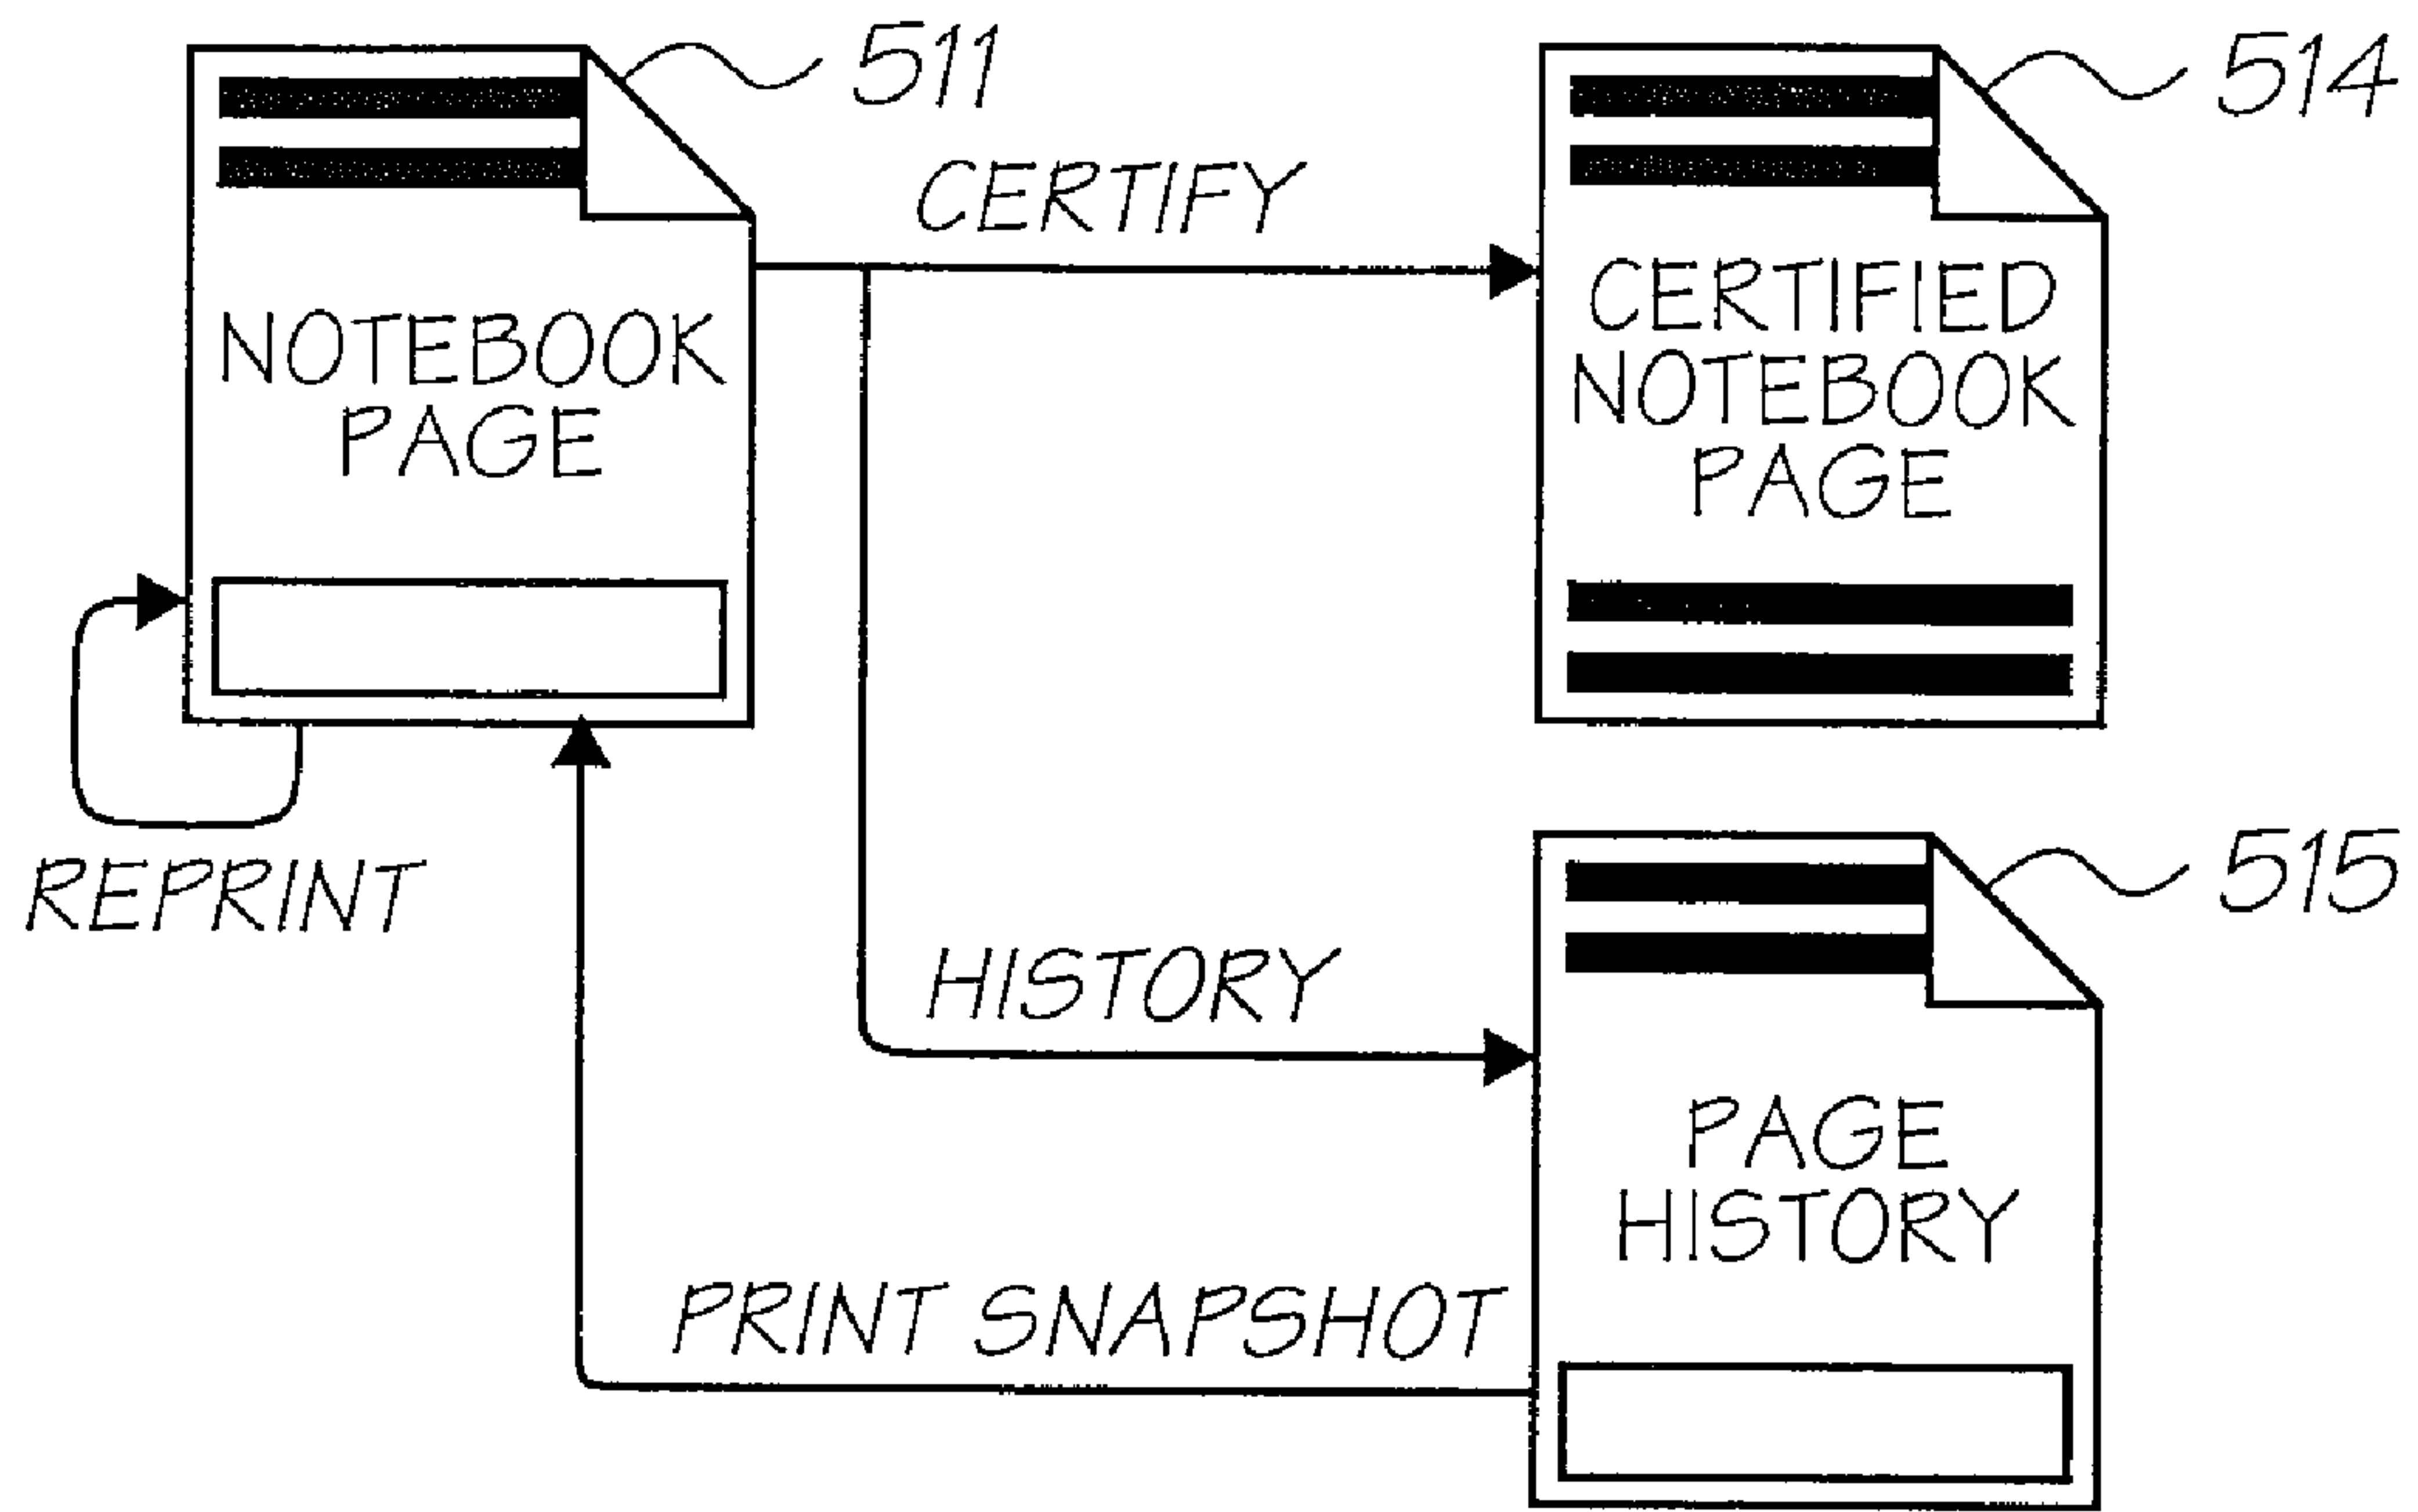 511
514
CERTIFY
NOTEBOOK
PAGE
CERTIFIED
NOTEBOOK
PAGE
REPRINT
515
HISTORY
PAGE
HISTORY
PRINT SNAPSHOT